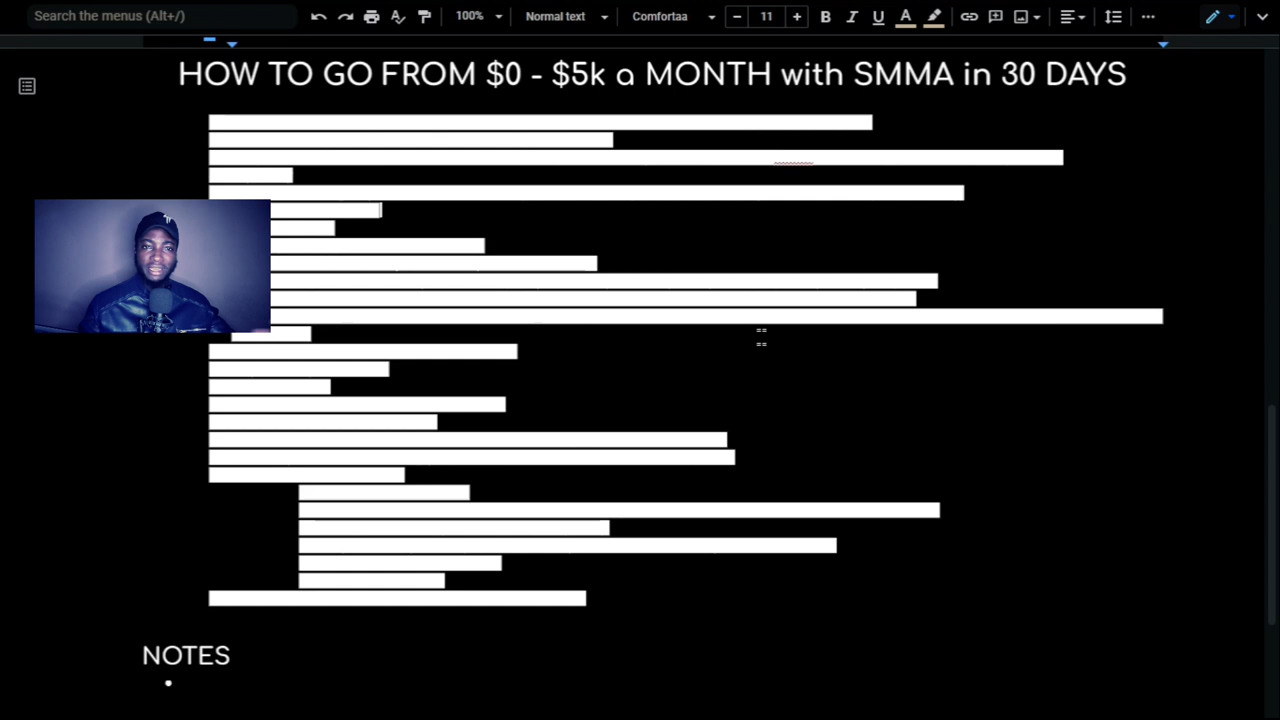 Search the menus (Alt+/)
100%
Normal text
Comfortaa
11
B I U A
HOW TO GO FROM $0 - $5k a MONTH with SMMA in 30 DAYS
NOTES